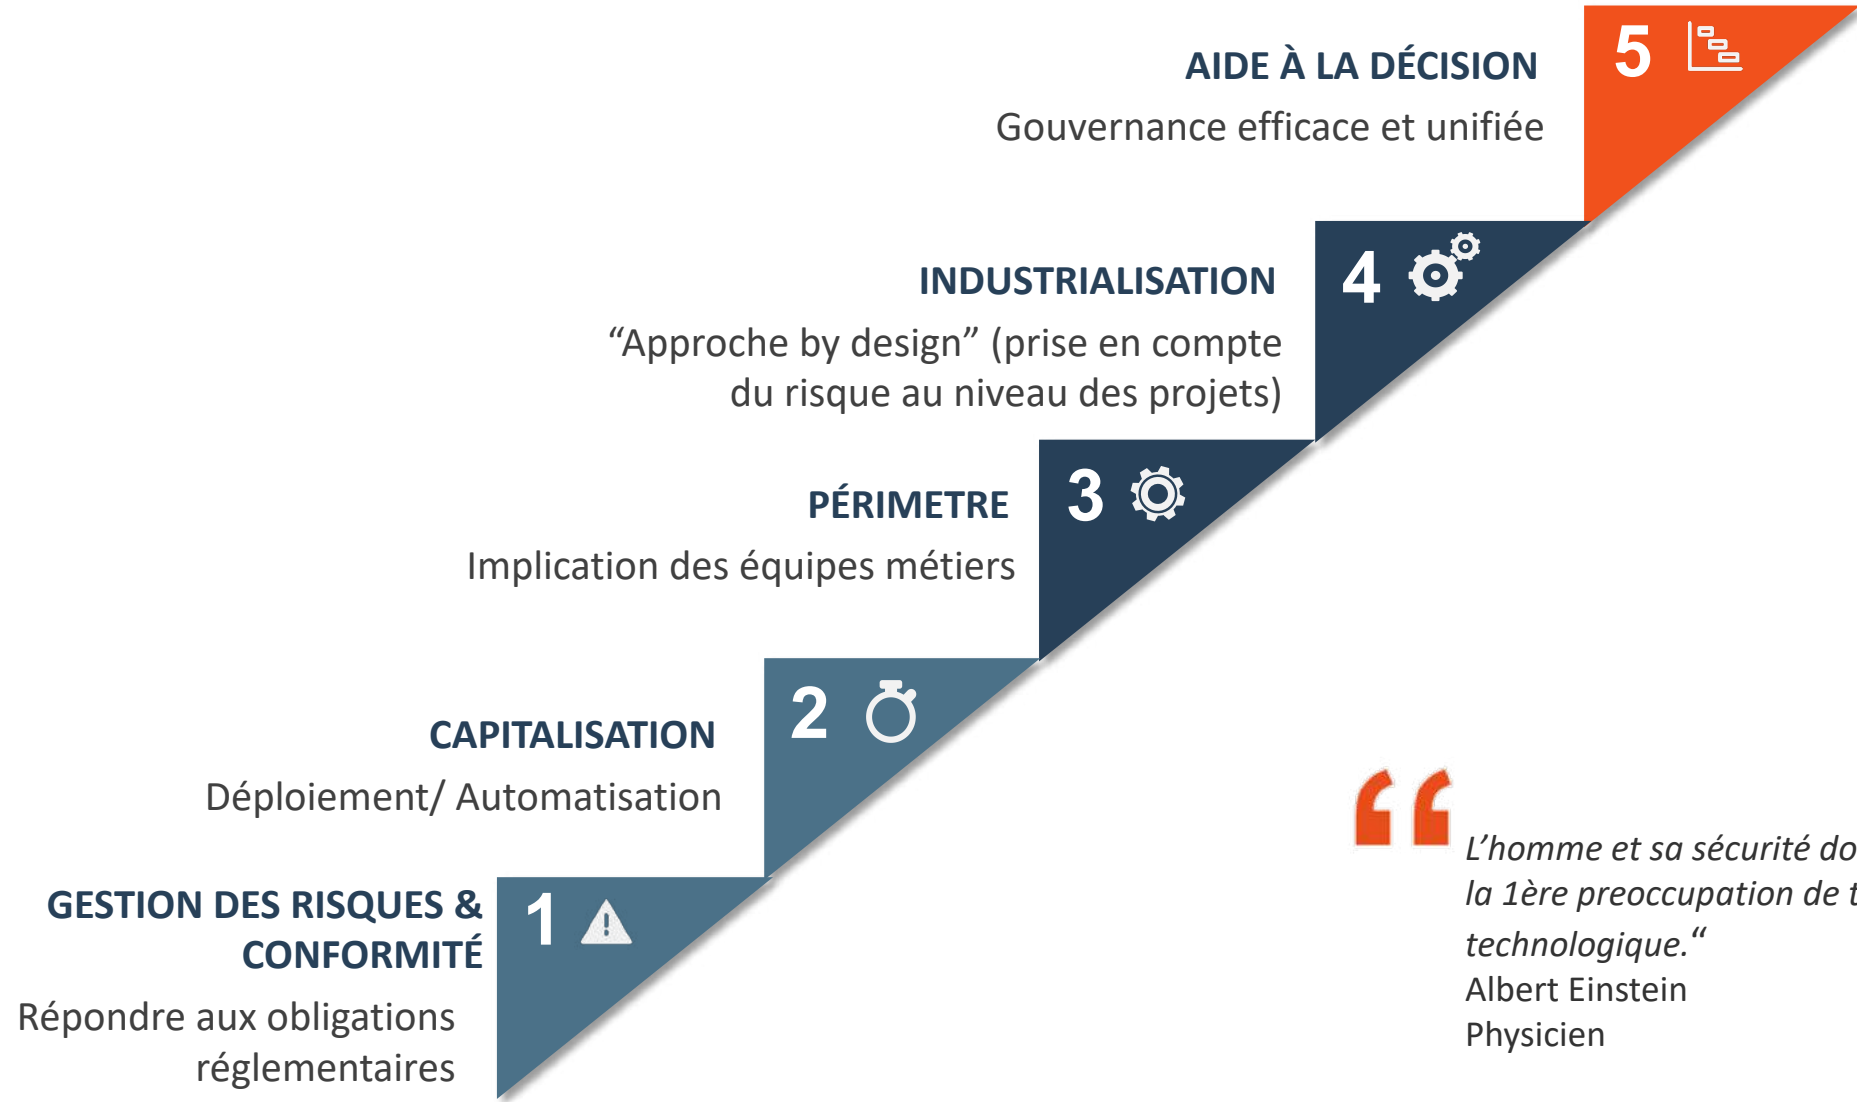 5
AIDE À LA DÉCISION
Gouvernance efficace et unifiée
4
INDUSTRIALISATION
“Approche by design” (prise en compte
du risque au niveau des projets)
3
PÉRIMETRE
Implication des équipes métiers
2
CAPITALISATION
Déploiement/ Automatisation
1
GESTION DES RISQUES &
CONFORMITÉ
Répondre aux obligations
réglementaires
“
L’homme et sa sécurité
la 1ère preoccupation de
technologique.“
Albert Einstein
Physicien